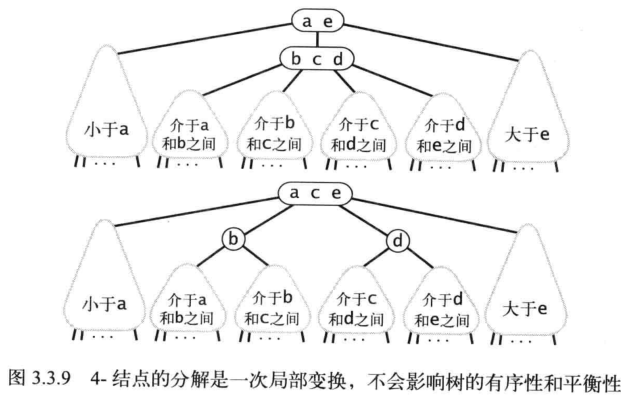 a e
b c d
小于a
介于a
和b之间
介于b
和c之间
介于c
和d之间
介于d
和e之间
大于e
...
...
...
...
...
...
a c e
b
d
小于a
介于a
和b之间
介于b
和c之间
介于c
和d之间
介于d
和e之间
大于e
...
...
...
...
...
...
图 3.3.9 4- 结点的分解是一次局部变换，不会影响树的有序性和平衡性